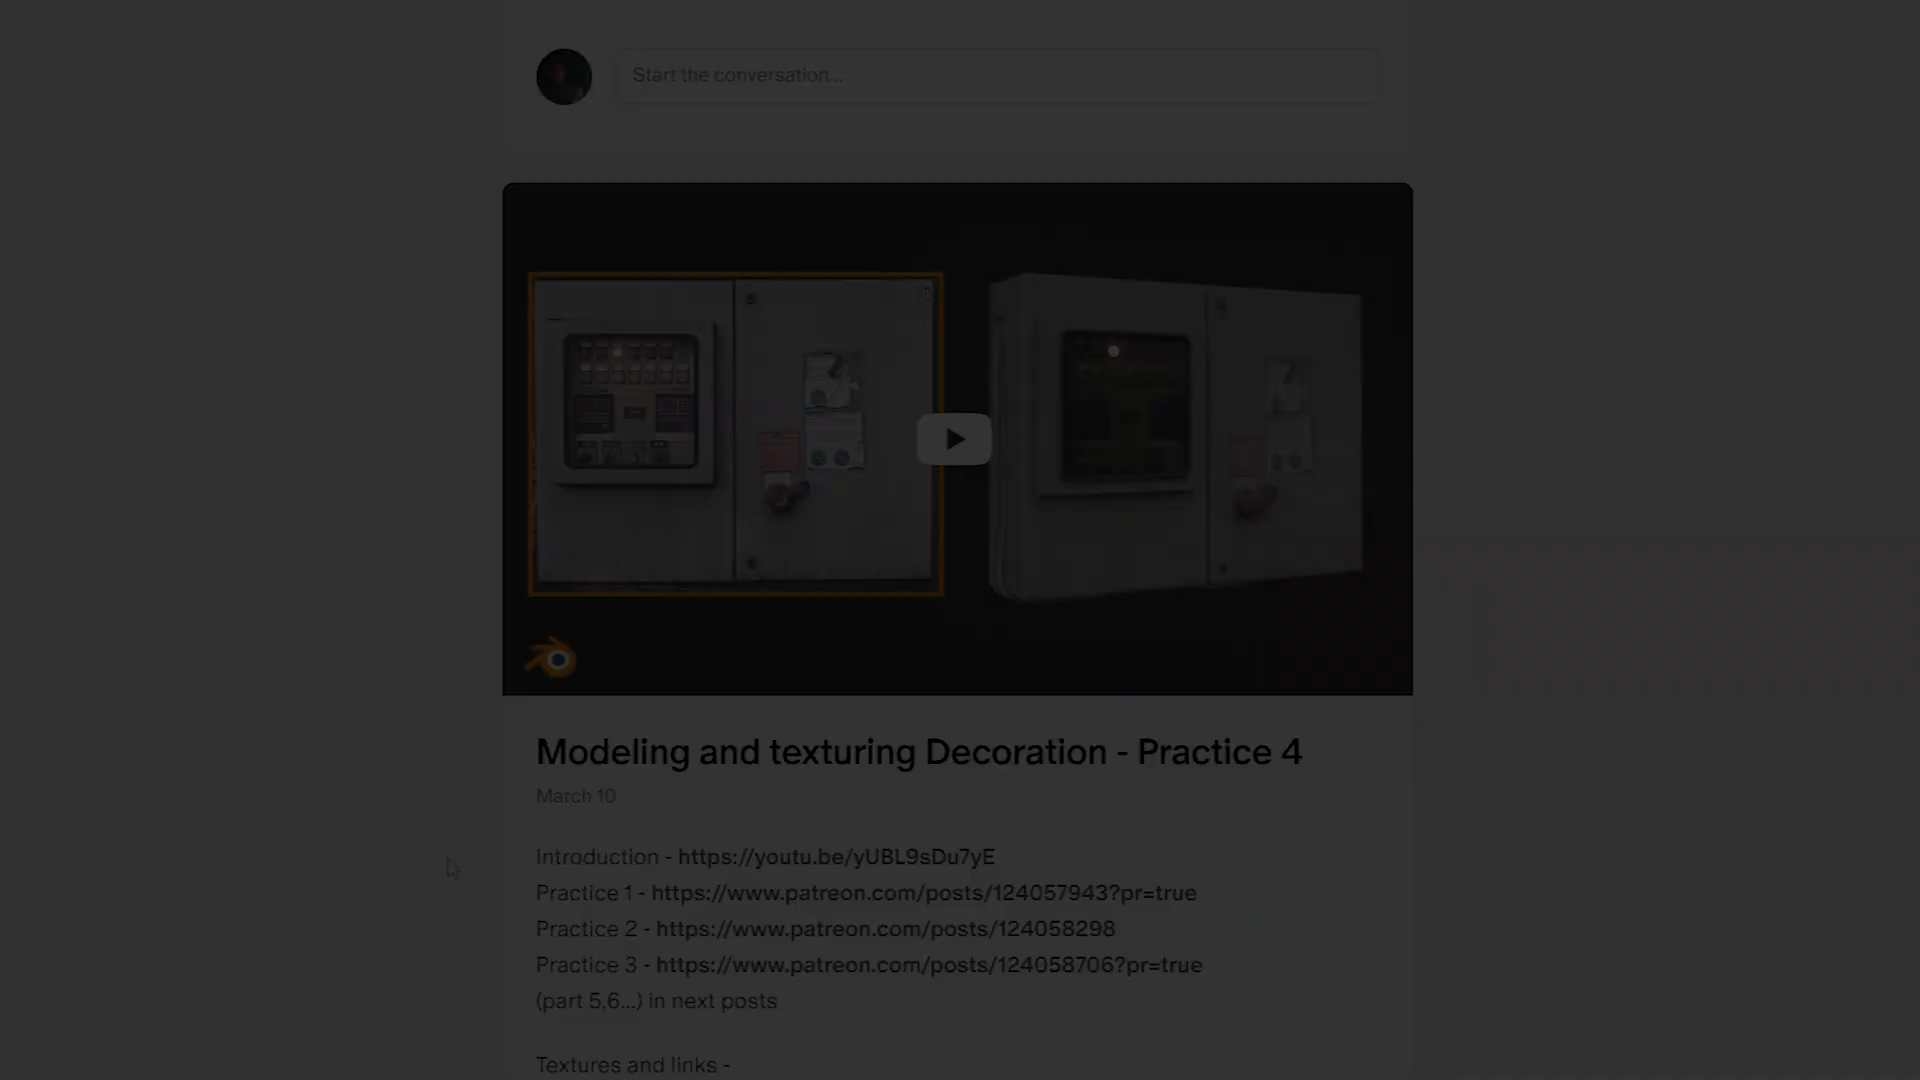 Start the conversation...
Modeling and texturing Decoration - Practice 4
March 10
Introduction - https://youtu.be/yUBL9sDu7yE
Practice 1 - https://www.patreon.com/posts/124057943?pr=true
Practice 2 - https://www.patreon.com/posts/124058298
Practice 3 - https://www.patreon.com/posts/124058706?pr=true
(part 5,6...) in next posts
Textures and links -